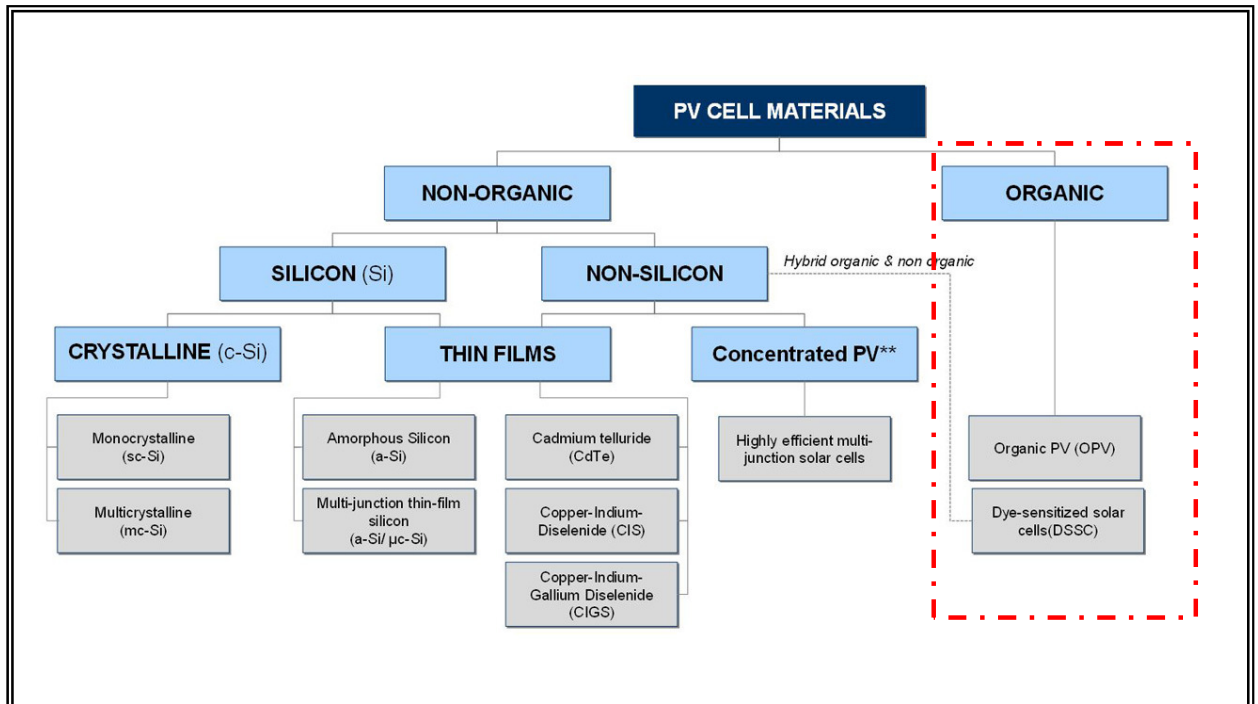 PV CELL MATERIALS
NON-ORGANIC
ORGANIC
SILICON (Si)
NON-SILICON
Hybrid organic & non organic
CRYSTALLINE (c-Si)
THIN FILMS
Concentrated PV**
Monocrystalline
(sc-Si)
Multicrystalline
(mc-Si)
Amorphous Silicon
(a-Si)
Multi-junction thin-film
silicon
(a-Si/ μc-Si)
Cadmium telluride
(CdTe)
Copper-Indium-
Diselenide (CIS)
Copper-Indium-
Gallium Diselenide
(CIGS)
Highly efficient multi-
junction solar cells
Organic PV (OPV)
Dye-sensitized solar
cells(DSSC)